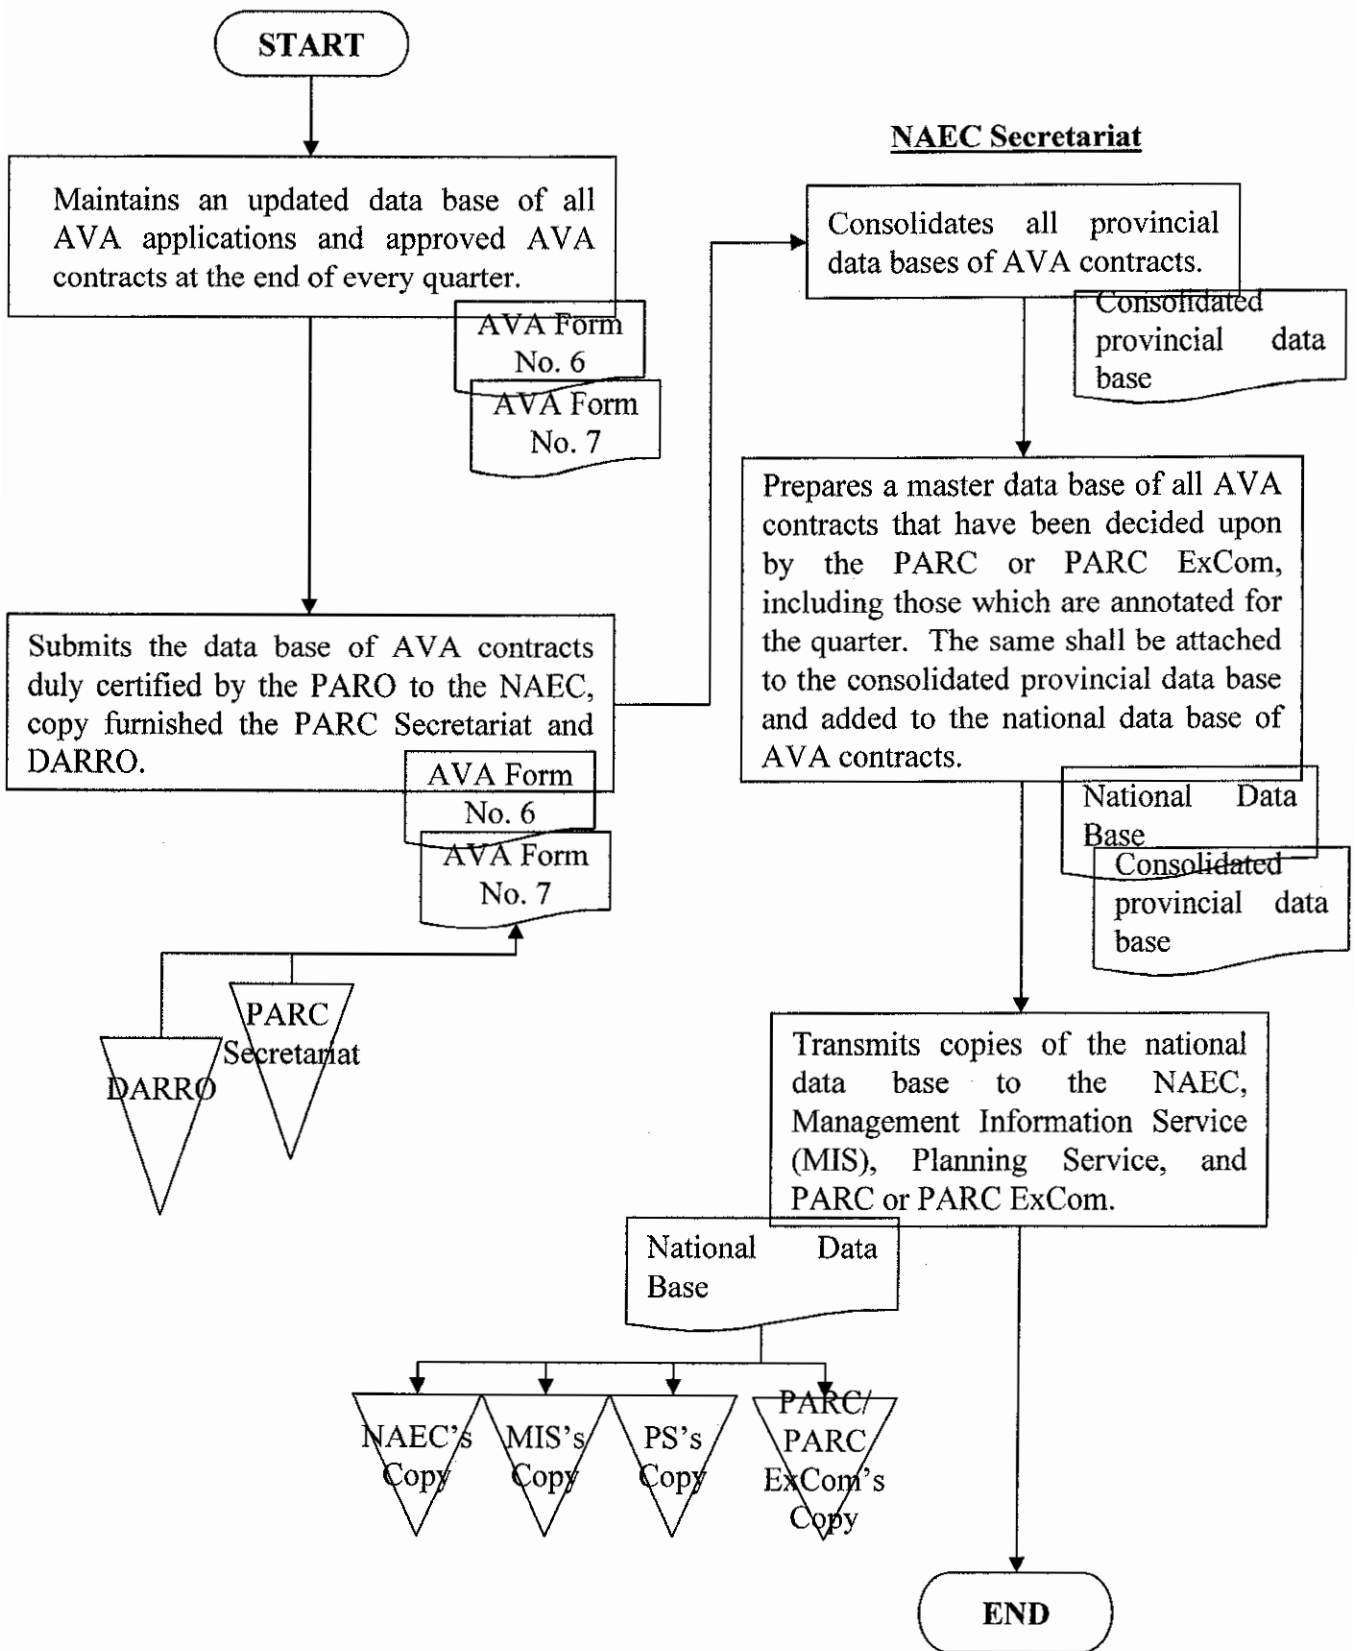 START
Maintains an updated data base of all
AVA applications and approved AVA
contracts at the end of every quarter.
AVA Form
No. 6
AVA Form
No. 7
Submits the data base of AVA contracts
duly certified by the PARO to the NAEC,
copy furnished the PARC Secretariat and
DARRO.
AVA Form
No. 6
AVA Form
No. 7
PARC
Secretariat
DARRO
NAEC Secretariat
Consolidates all provincial
data bases of AVA contracts.
Consolidated
provincial data
base
Prepares a master data base of all AVA
contracts that have been decided upon
by the PARC or PARC ExCom,
including those which are annotated for
the quarter. The same shall be attached
to the consolidated provincial data base
and added to the national data base of
AVA contracts.
National Data
Base
Consolidated
provincial data
base
Transmits copies of the national
data base to the NAEC,
Management Information Service
(MIS), Planning Service, and
PARC or PARC ExCom.
National Data
Base
NAEC's
Copy
MIS's
Copy
PS's
Copy
PARC/
PARC
ExCom's
Copy
END